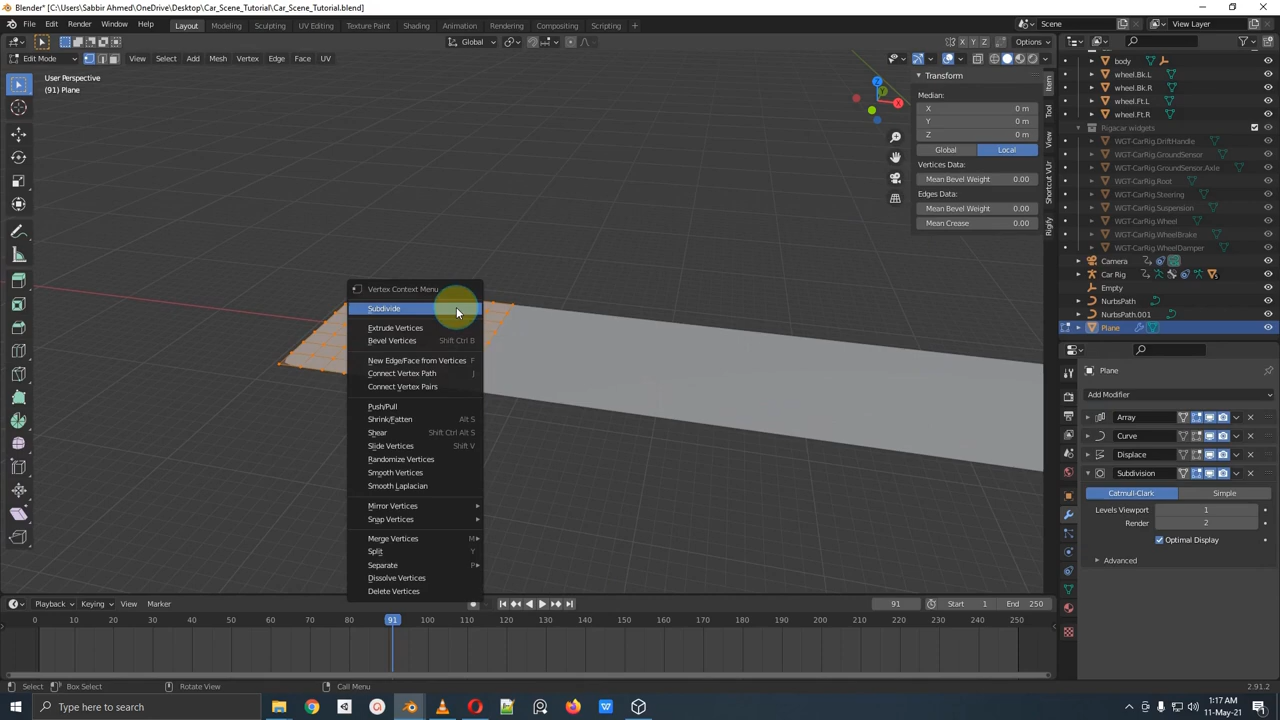 Blender* [C:\Users\Sabbir Ahmed\OneDrive\Desktop\Car_Scene_Tutorial\Car_Scene_Tutorial.blend]
File Edit Render Window Help Layout Modeling Sculpting UV Editing Texture Paint Shading Animation Rendering Compositing Scripting + Scene View Layer
Global X Y Z Options
Edit Mode View Select Add Mesh Vertex Edge Face UV
User Perspective
(91) Plane
Z
Y
X
Transform
Median:
X 0 m
Y 0 m
Z 0 m
Global Local
Vertices Data:
Mean Bevel Weight 0.00
Edges Data:
Mean Bevel Weight 0.00
Mean Crease 0.00
Item
Tool
View
Shortcut VUr
Rigify
body
wheel.Bk.L
wheel.Bk.R
wheel.Ft.L
wheel.Ft.R
Rigacar widgets
WGT-CarRig.DriftHandle
WGT-CarRig.GroundSensor
WGT-CarRig.GroundSensor.Axle
WGT-CarRig.Root
WGT-CarRig.Steering
WGT-CarRig.Suspension
WGT-CarRig.Wheel
WGT-CarRig.WheelBrake
WGT-CarRig.WheelDamper
Camera
Car Rig
Empty
NurbsPath
NurbsPath.001
Plane
Plane
Add Modifier
Array
Curve
Displace
Subdivision
Catmull-Clark Simple
Levels Viewport 1
Render 2
Optimal Display
Advanced
Vertex Context Menu
Subdivide
Extrude Vertices
Bevel Vertices Shift Ctrl B
New Edge/Face from Vertices F
Connect Vertex Path J
Connect Vertex Pairs
Push/Pull
Shrink/Fatten Alt S
Shear Shift Ctrl Alt S
Slide Vertices Shift V
Randomize Vertices
Smooth Vertices
Smooth Laplacian
Mirror Vertices
Snap Vertices
Merge Vertices M
Split Y
Separate P
Dissolve Vertices
Delete Vertices
Playback Keying View Marker 91 Start 1 End 250
0 10 20 30 40 50 60 70 80 91 100 110 120 130 140 150 160 170 180 190 200 210 220 230 240 250
Select Box Select Rotate View Call Menu 2.91.2
Type here to search
1:17 AM
11-May-21